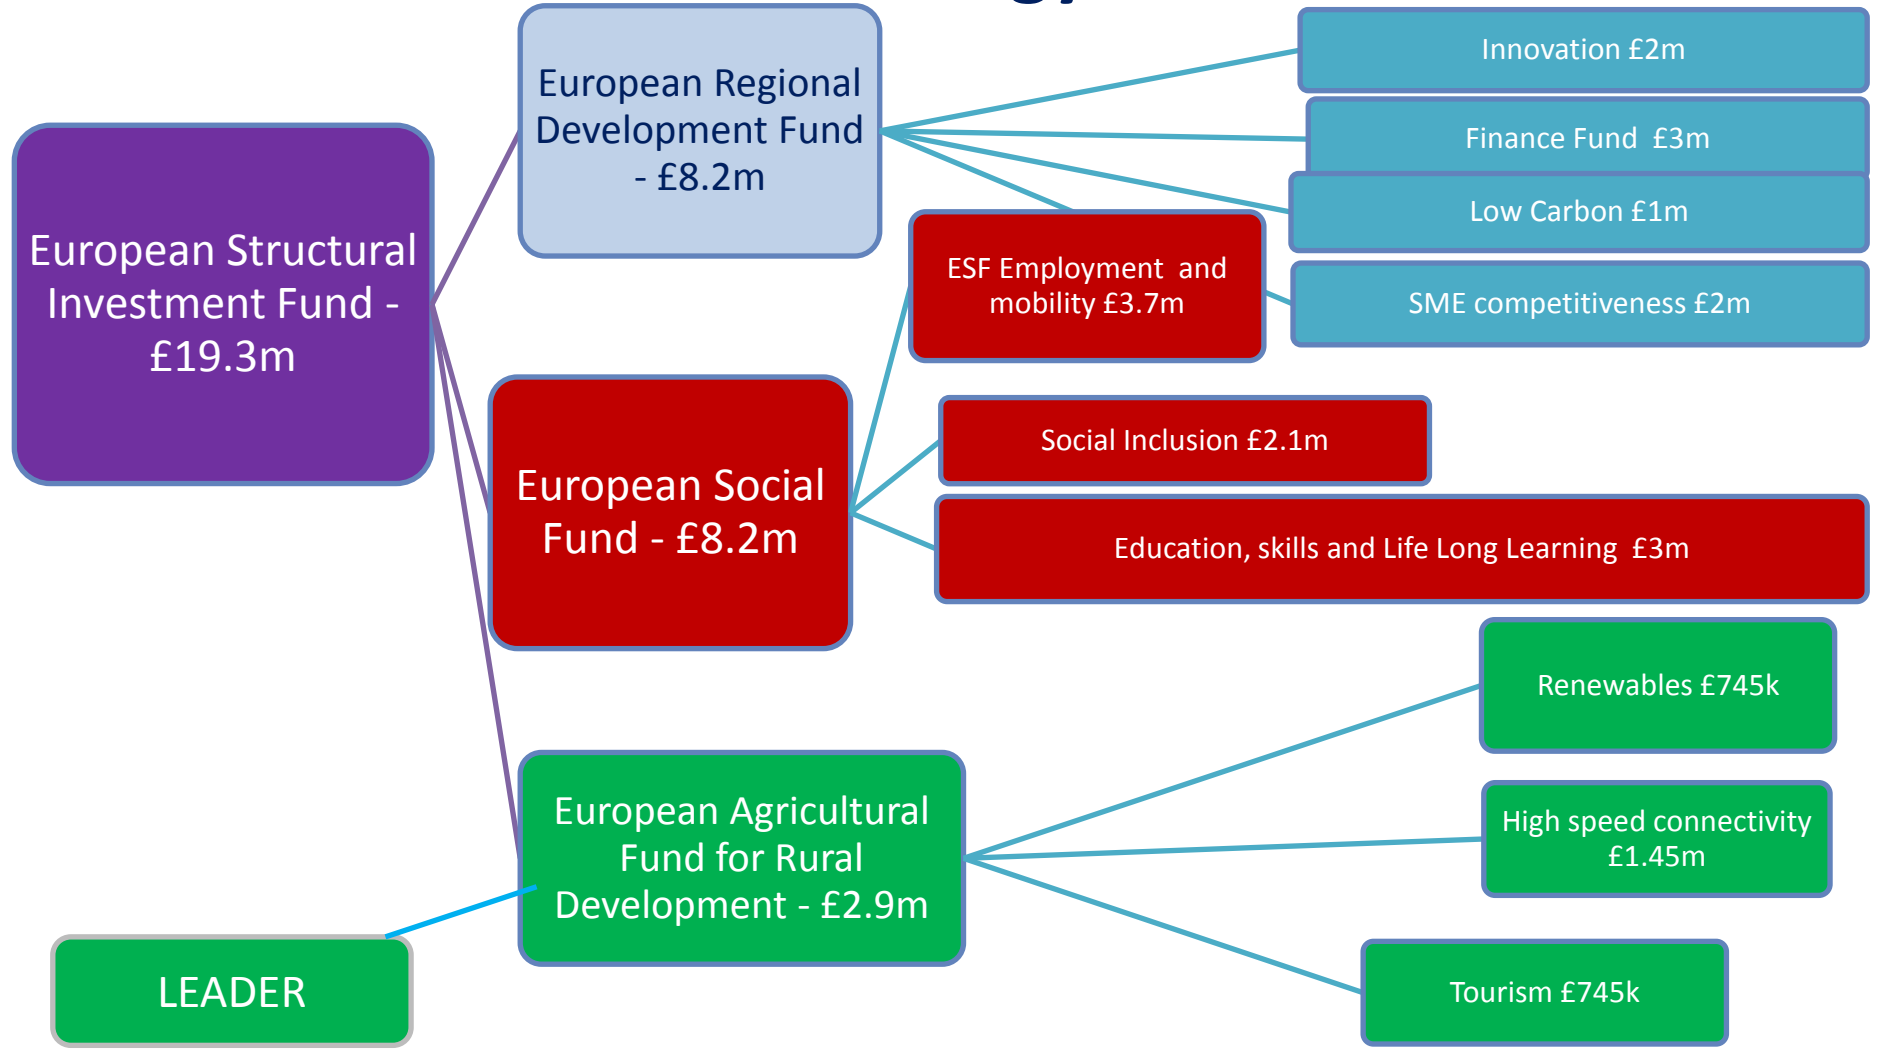 European Structural
Investment Fund -
£19.3m
European Regional
Development Fund
- £8.2m
Innovation £2m
Finance Fund £3m
Low Carbon £1m
SME competitiveness £2m
European Social
Fund - £8.2m
ESF Employment and
mobility £3.7m
Social Inclusion £2.1m
Education, skills and Life Long Learning £3m
European Agricultural
Fund for Rural
Development - £2.9m
Renewables £745k
High speed connectivity
£1.45m
Tourism £745k
LEADER